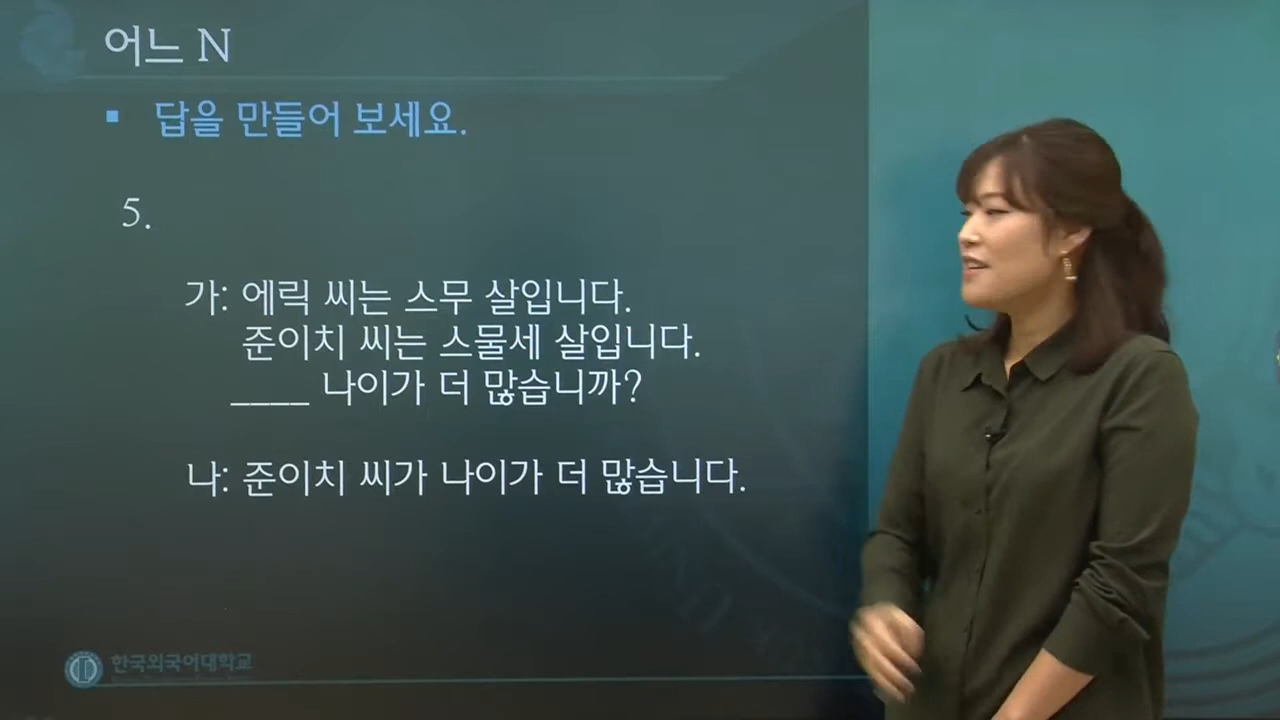 어느 N
▪ 답을 만들어 보세요.
5.
가: 에릭 씨는 스무 살입니다.
준이치 씨는 스물세 살입니다.
____ 나이가 더 많습니까?
나: 준이치 씨가 나이가 더 많습니다.
한국외국어대학교